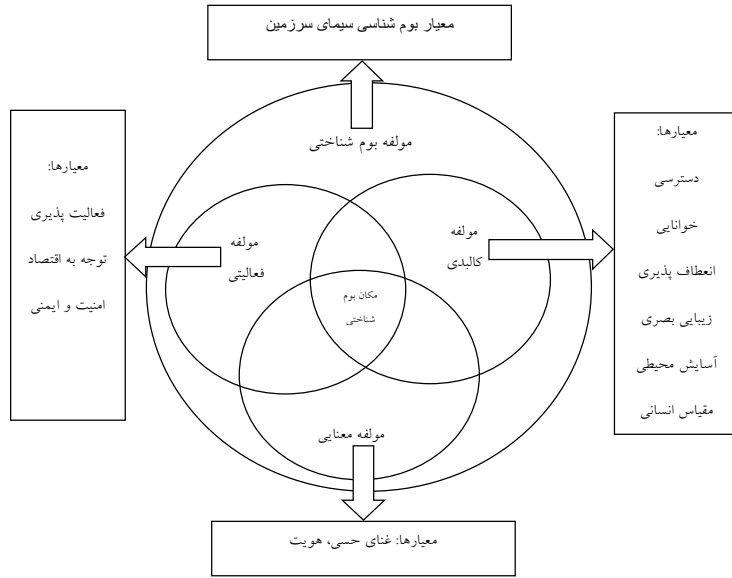 معیار بوم شناسی سیمای سرزمین
مولفه بوم شناختی
معیارها:
دسترسی
خوانایی
انعطاف پذیری
زیبایی بصری
آسایش محیطی
مقیاس انسانی
مولفه
کالبدی
مولفه
فعالیتی
معیارها:
فعالیت پذیری
توجه به اقتصاد
امنیت و ایمنی
مکان بوم
شناختی
مولفه معنایی
معیارها: غنای حسی، هویت